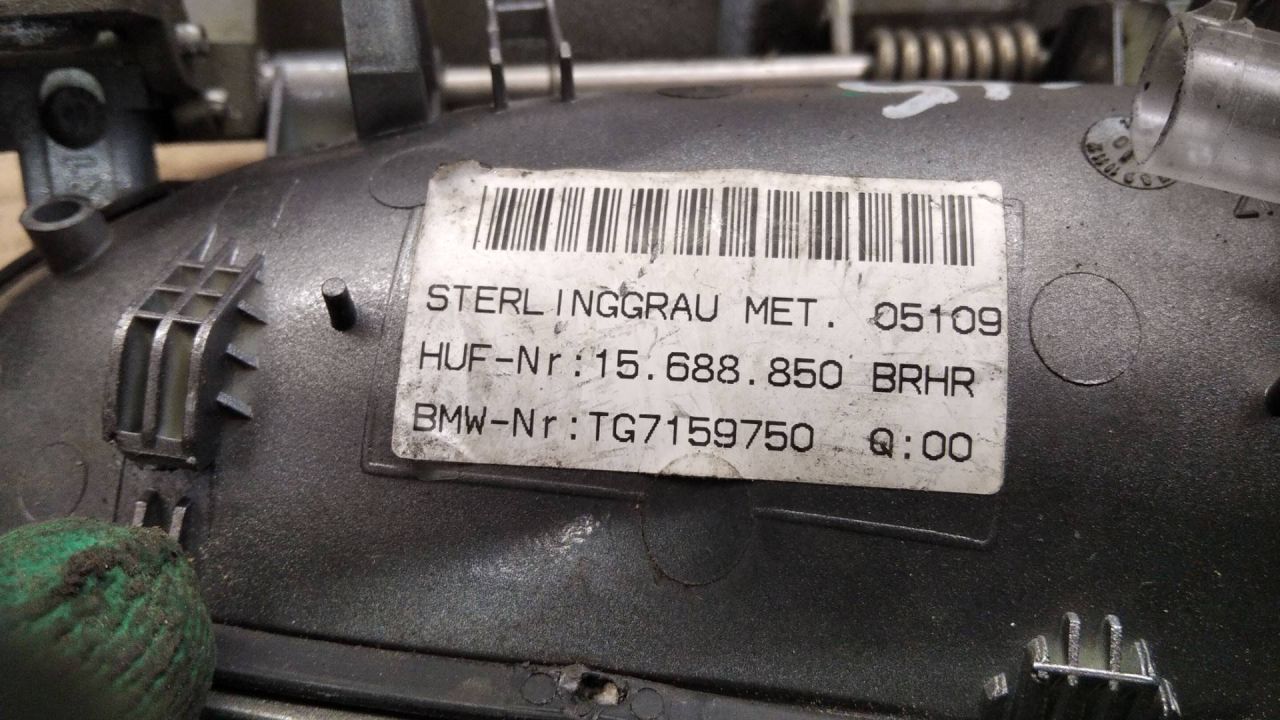 STERLINGGRAU MET. 05109
HUF-Nr:15.688.850 BRHR
BMW-Nr:TG7159750 Q:00